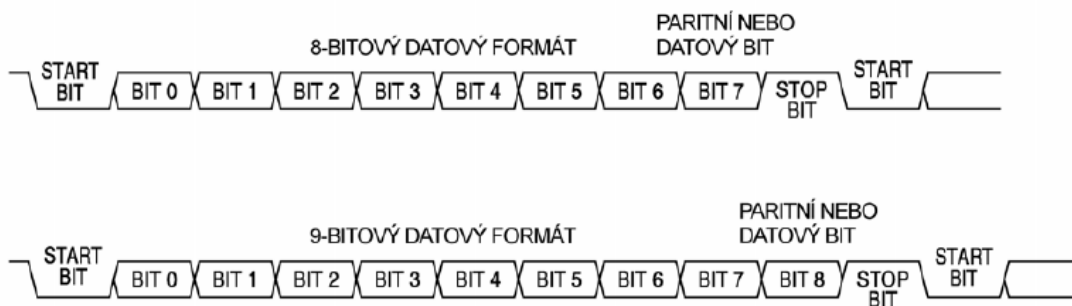 PARITNÍ NEBO
8-BITOVÝ DATOVÝ FORMÁT DATOVÝ BIT
START BIT BIT 0 BIT 1 BIT 2 BIT 3 BIT 4 BIT 5 BIT 6 BIT 7 STOP BIT START BIT
PARITNÍ NEBO
9-BITOVÝ DATOVÝ FORMÁT DATOVÝ BIT
START BIT BIT 0 BIT 1 BIT 2 BIT 3 BIT 4 BIT 5 BIT 6 BIT 7 BIT 8 STOP BIT START BIT